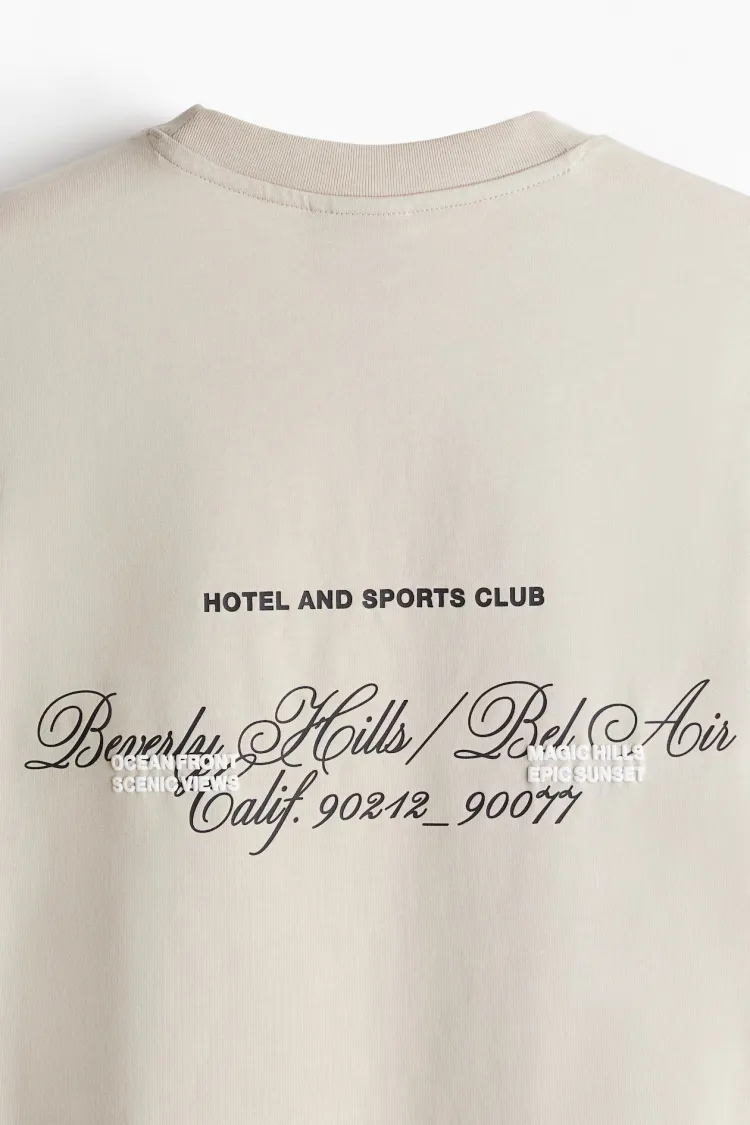 HOTEL AND SPORTS CLUB
Beverly Hills / Bel Air
OCEAN FRONT
SCENIC VIEWS
MAGIC HILLS
EPIC SUNSET
Calif. 90212_90077